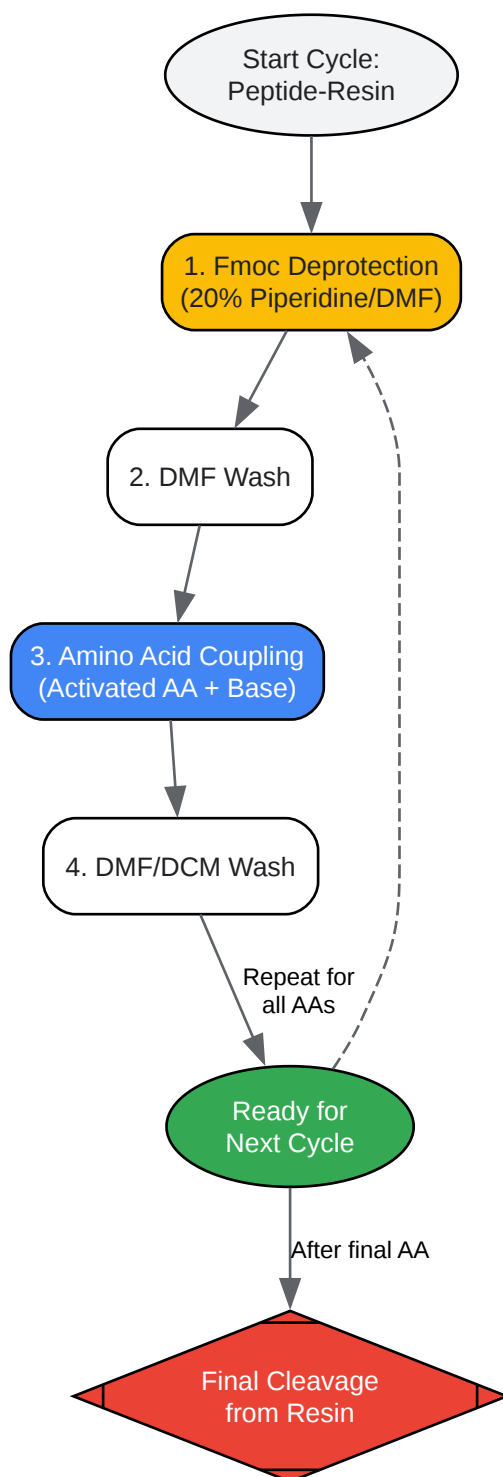 Start Cycle:
Peptide-Resin
1. Fmoc Deprotection
(20% Piperidine/DMF)
2. DMF Wash
3. Amino Acid Coupling
(Activated AA + Base)
4. DMF/DCM Wash
Repeat for
all AAs
Ready for
Next Cycle
After final AA
Final Cleavage
from Resin